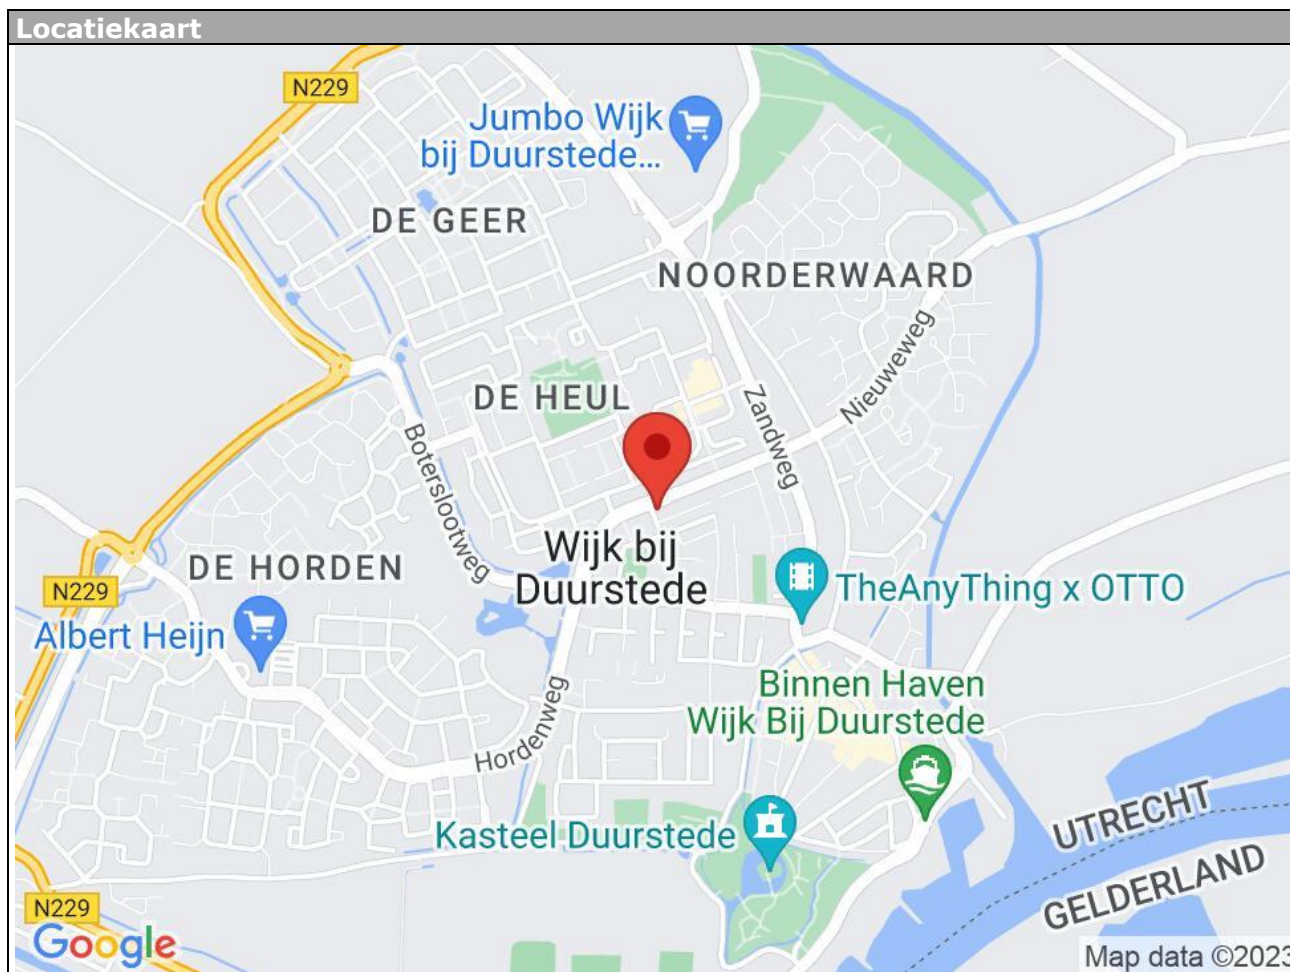 Locatiekaart
N229
Jumbo Wijk
bij Duurstede...
DE GEER
NOORDERWAARD
Nieuweweg
DE HEUL
Zandweg
Boterslootweg
Wijk bij
Duurstede
DE HORDEN
N229
TheAnyThing x OTTO
Albert Heijn
Binnen Haven
Wijk Bij Duurstede
Hordenweg
Kasteel Duurstede
UTRECHT
GELDERLAND
N229
Google
Map data ©2023